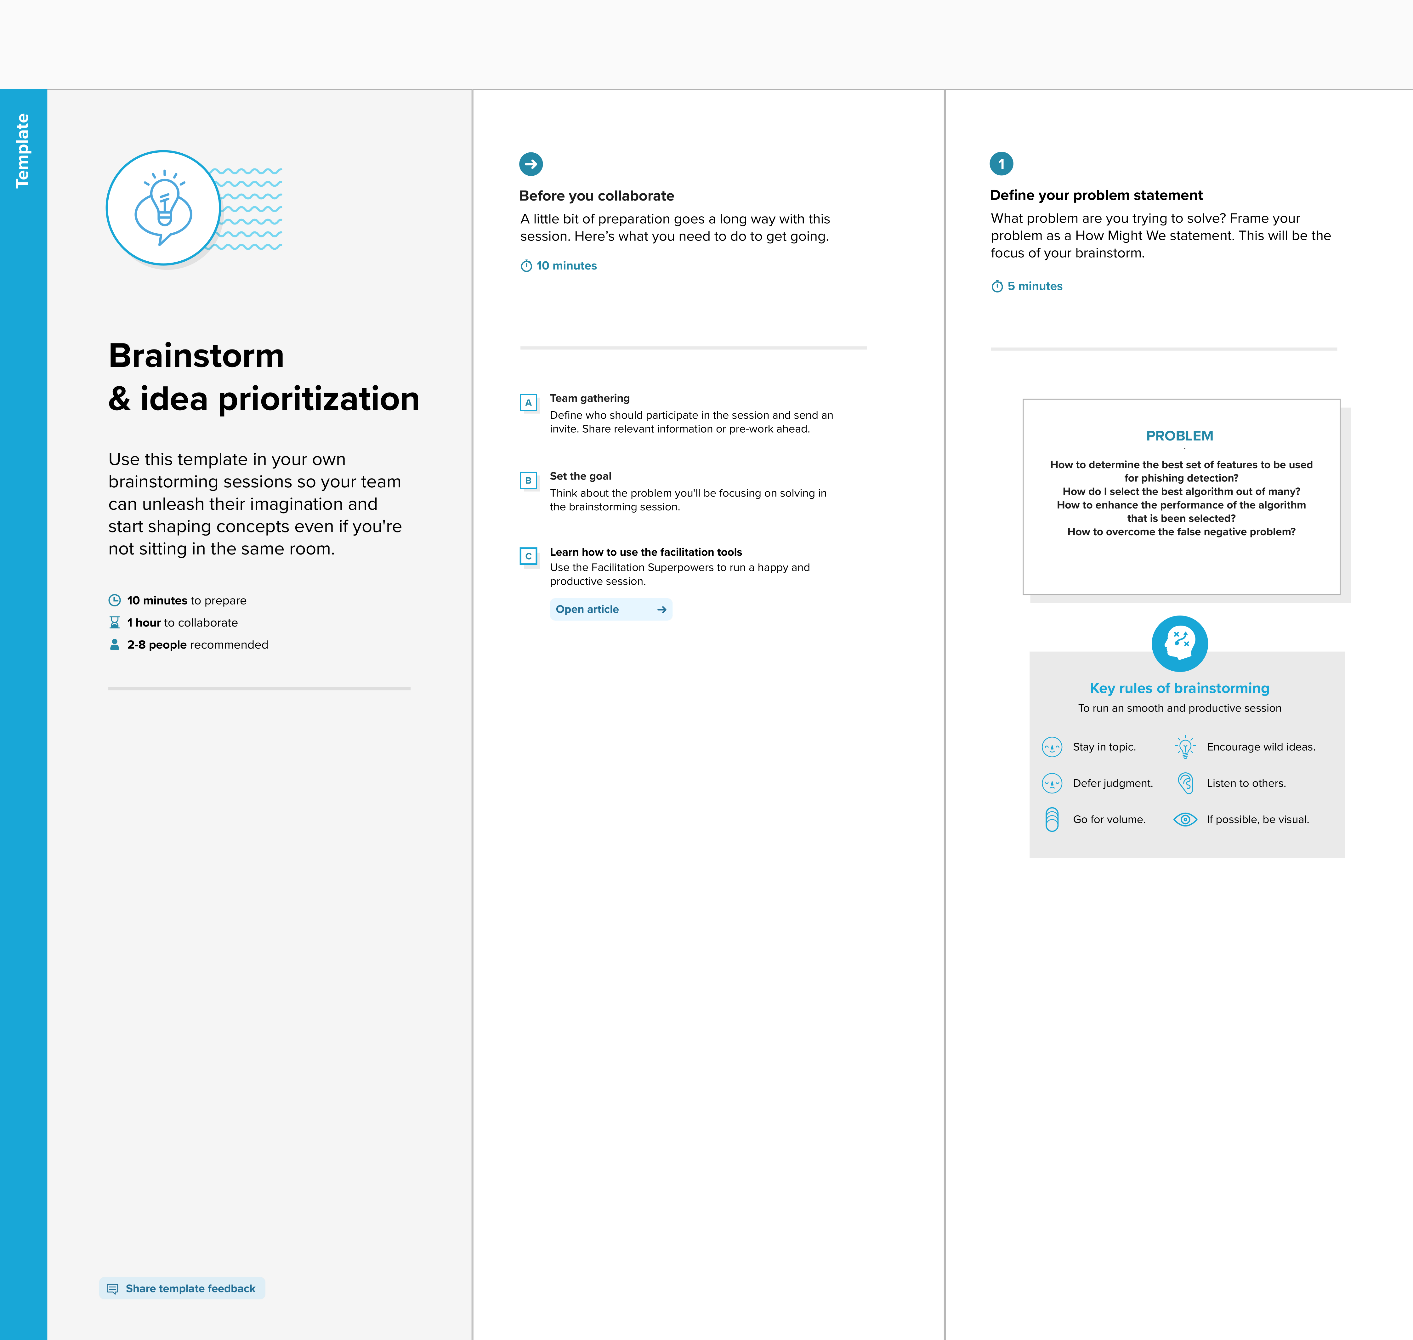 Template
Brainstorm
& idea prioritization
Use this template in your own
brainstorming sessions so your team
can unleash their imagination and
start shaping concepts even if you're
not sitting in the same room.
10 minutes to prepare
1 hour to collaborate
2-8 people recommended
Share template feedback
Before you collaborate
A little bit of preparation goes a long way with this
session. Here’s what you need to do to get going.
10 minutes
A
Team gathering
Define who should participate in the session and send an
invite. Share relevant information or pre-work ahead.
B
Set the goal
Think about the problem you'll be focusing on solving in
the brainstorming session.
C
Learn how to use the facilitation tools
Use the Facilitation Superpowers to run a happy and
productive session.
Open article
1
Define your problem statement
What problem are you trying to solve? Frame your
problem as a How Might We statement. This will be the
focus of your brainstorm.
5 minutes
PROBLEM
How to determine the best set of features to be used
for phishing detection?
How do I select the best algorithm out of many?
How to enhance the performance of the algorithm
that is been selected?
How to overcome the false negative problem?
Key rules of brainstorming
To run an smooth and productive session
Stay in topic.
Encourage wild ideas.
Defer judgment.
Listen to others.
Go for volume.
If possible, be visual.